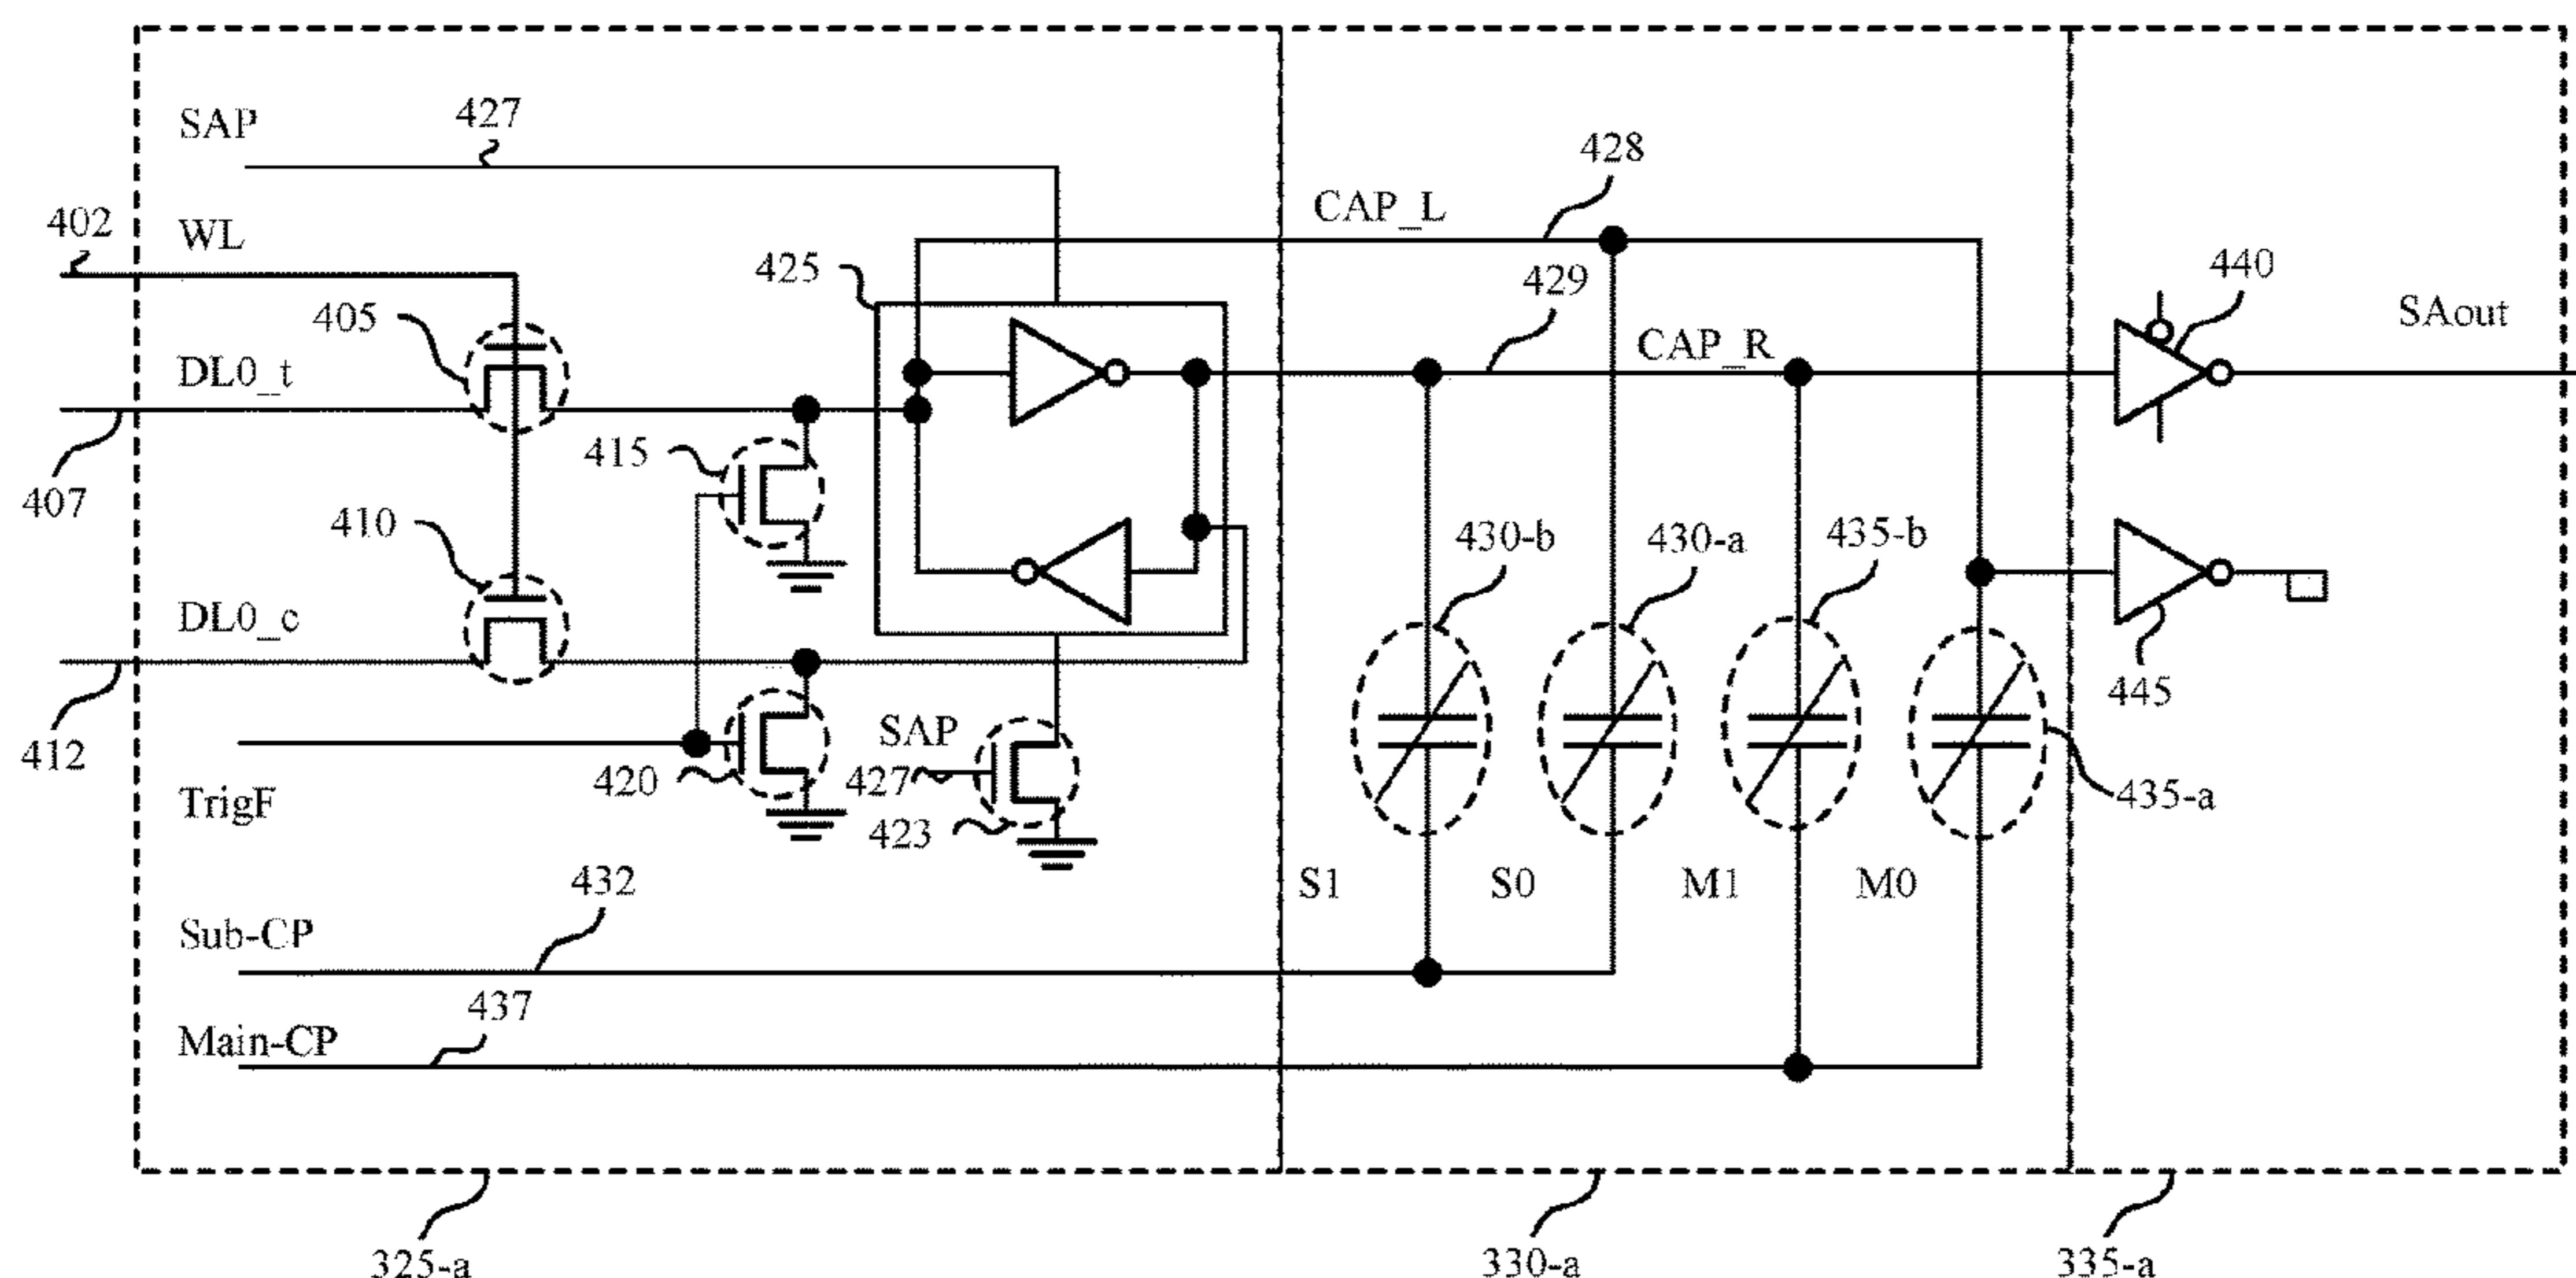 SAP
427
428
CAP_L
402
WL
425
429
440
405
DL0_t
CAP_R
SAout
407
415
410
430-b
430-a
435-b
DL0_c
412
445
TrigF
420
SAP
427
423
435-a
S1
S0
M1
M0
432
Sub-CP
437
Main-CP
325-a
330-a
335-a